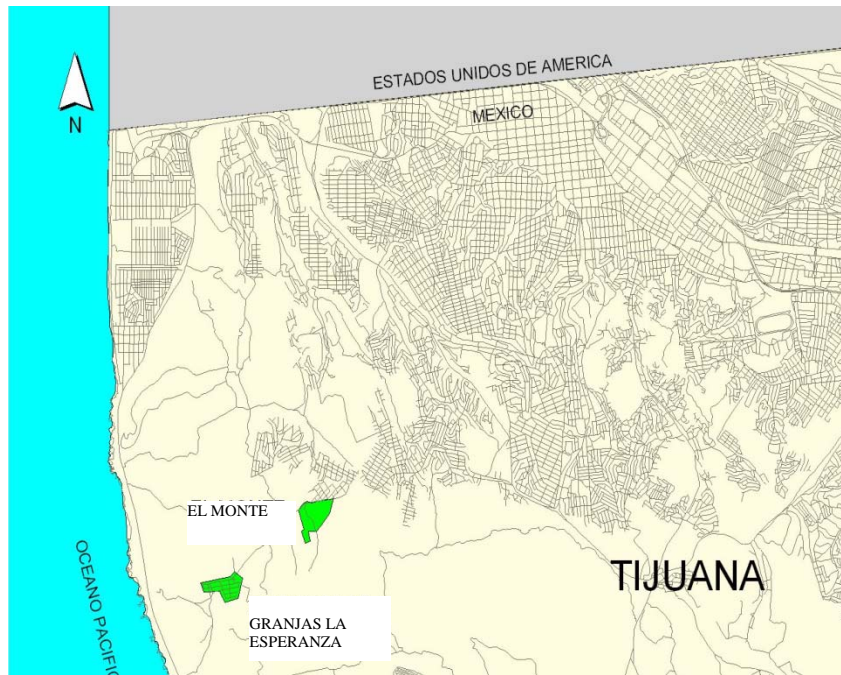 ESTADOS UNIDOS DE AMERICA
MEXICO
N
EL MONTE
TIJUANA
GRANJAS LA
ESPERANZA
OCEANO PACIFIC